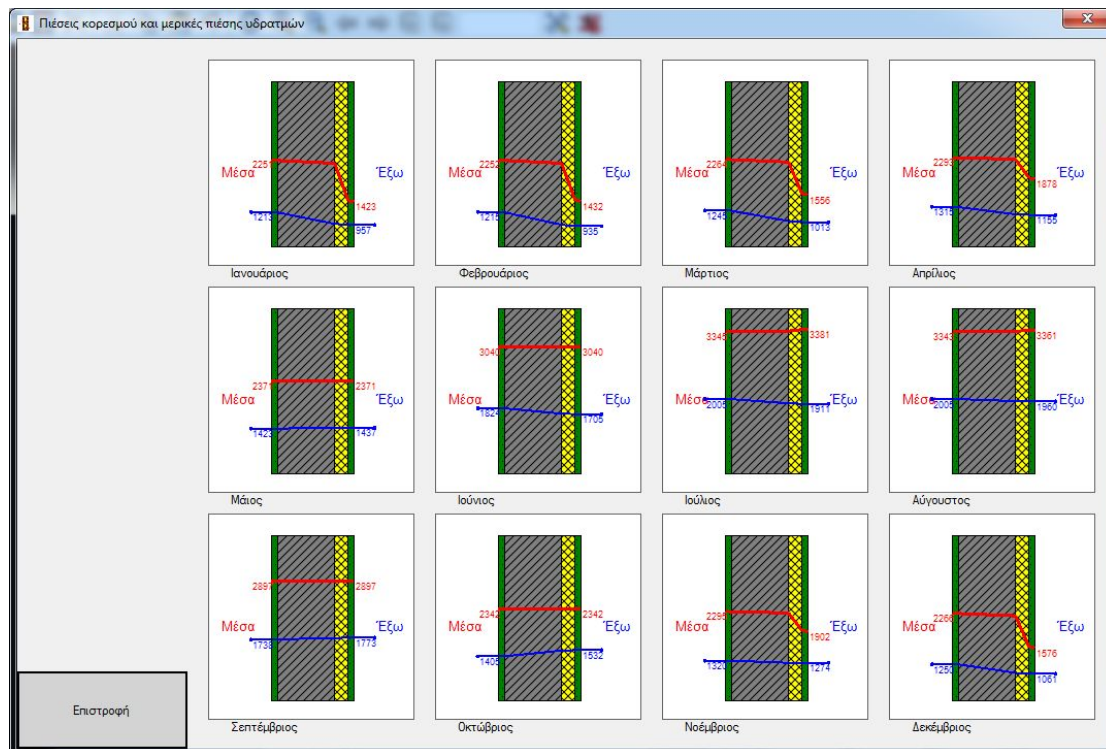 Πιέσεις κορεσμού και μερικές πιέσης υδρατμών
2251
Μέσα
Έξω
1423
1213
957
Ιανουάριος
2252
Μέσα
Έξω
1432
1215
935
Φεβρουάριος
2264
Μέσα
Έξω
1556
1245
1013
Μάρτιος
2293
Μέσα
Έξω
1878
1315
1155
Απρίλιος
2371
2371
Μέσα
Έξω
1423
1437
Μάιος
3040
3040
Μέσα
Έξω
1824
1705
Ιούνιος
3345
3381
Μέσα
Έξω
2005
1911
Ιούλιος
3343
3361
Μέσα
Έξω
2005
1960
Αύγουστος
2897
2897
Μέσα
Έξω
1738
1773
Σεπτέμβριος
2342
2342
Μέσα
Έξω
1405
1532
Οκτώβριος
2295
Μέσα
Έξω
1902
1320
1274
Νοέμβριος
2266
Μέσα
Έξω
1576
1250
1061
Δεκέμβριος
Επιστροφή